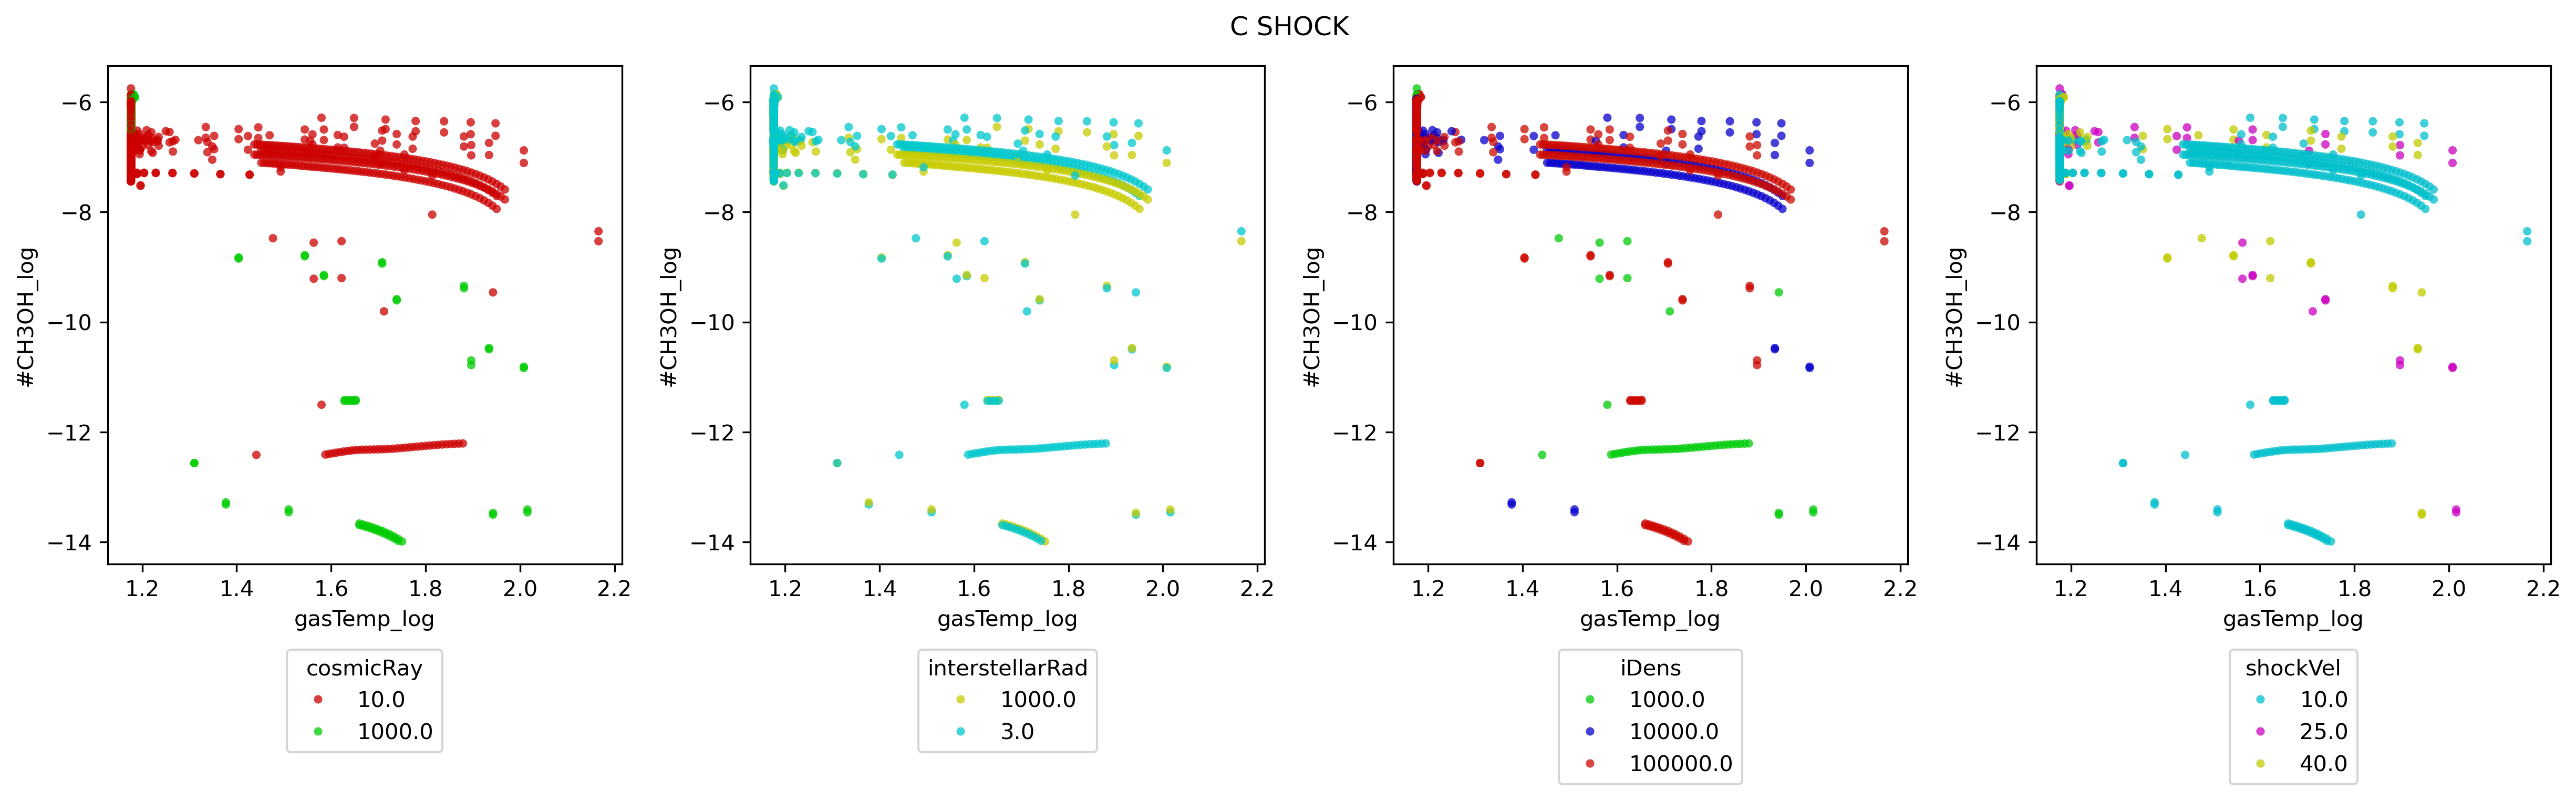 C SHOCK
#CH3OH_log
−6
−8
−10
−12
−14
1.2 1.4 1.6 1.8 2.0 2.2
gasTemp_log
cosmicRay
10.0
1000.0
#CH3OH_log
−6
−8
−10
−12
−14
1.2 1.4 1.6 1.8 2.0 2.2
gasTemp_log
interstellarRad
1000.0
3.0
#CH3OH_log
−6
−8
−10
−12
−14
1.2 1.4 1.6 1.8 2.0 2.2
gasTemp_log
iDens
1000.0
10000.0
100000.0
#CH3OH_log
−6
−8
−10
−12
−14
1.2 1.4 1.6 1.8 2.0 2.2
gasTemp_log
shockVel
10.0
25.0
40.0